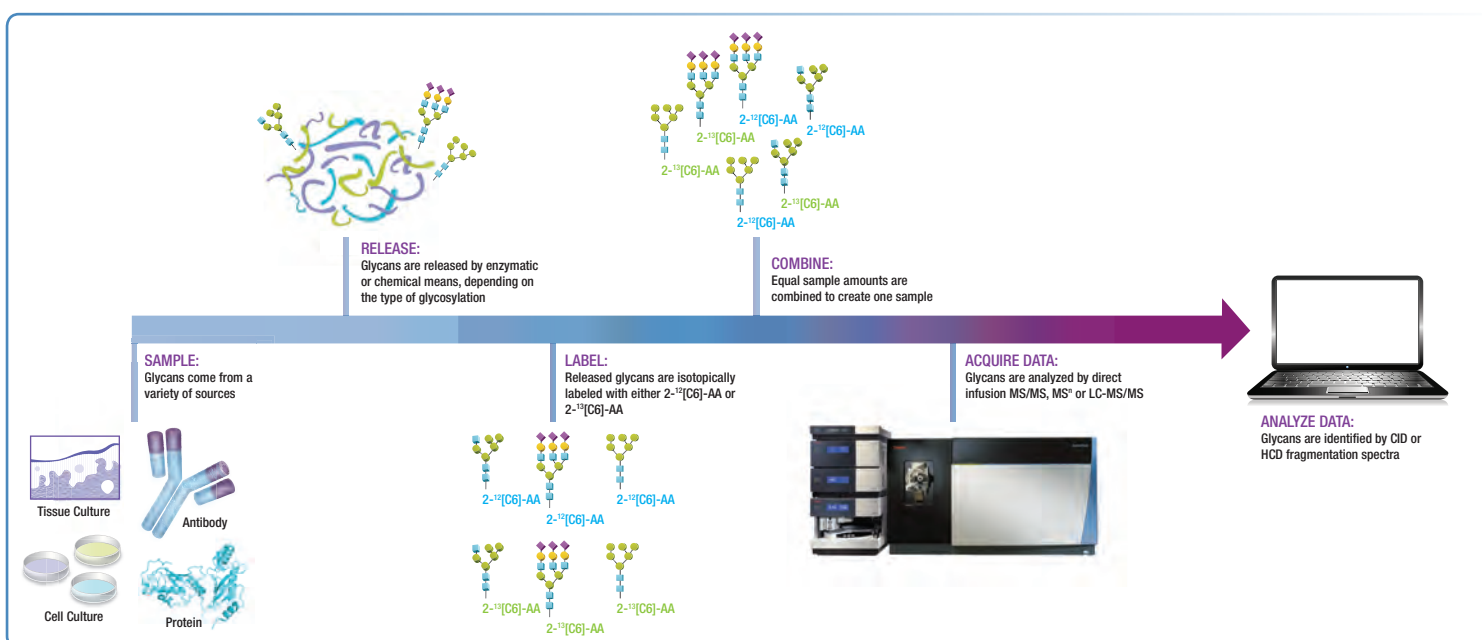 2-¹²[C6]-AA
2-¹²[C6]-AA
2-¹³[C6]-AA
2-¹³[C6]-AA
2-¹³[C6]-AA
2-¹²[C6]-AA
RELEASE:
Glycans are released by enzymatic
or chemical means, depending on
the type of glycosylation
COMBINE:
Equal sample amounts are
combined to create one sample
SAMPLE:
Glycans come from a
variety of sources
Tissue Culture
Antibody
Cell Culture
Protein
LABEL:
Released glycans are isotopically
labeled with either 2-¹²[C6]-AA or
2-¹³[C6]-AA
2-¹²[C6]-AA
2-¹²[C6]-AA
2-¹²[C6]-AA
2-¹³[C6]-AA
2-¹³[C6]-AA
2-¹³[C6]-AA
ACQUIRE DATA:
Glycans are analyzed by direct
infusion MS/MS, MSⁿ or LC-MS/MS
ANALYZE DATA:
Glycans are identified by CID or
HCD fragmentation spectra